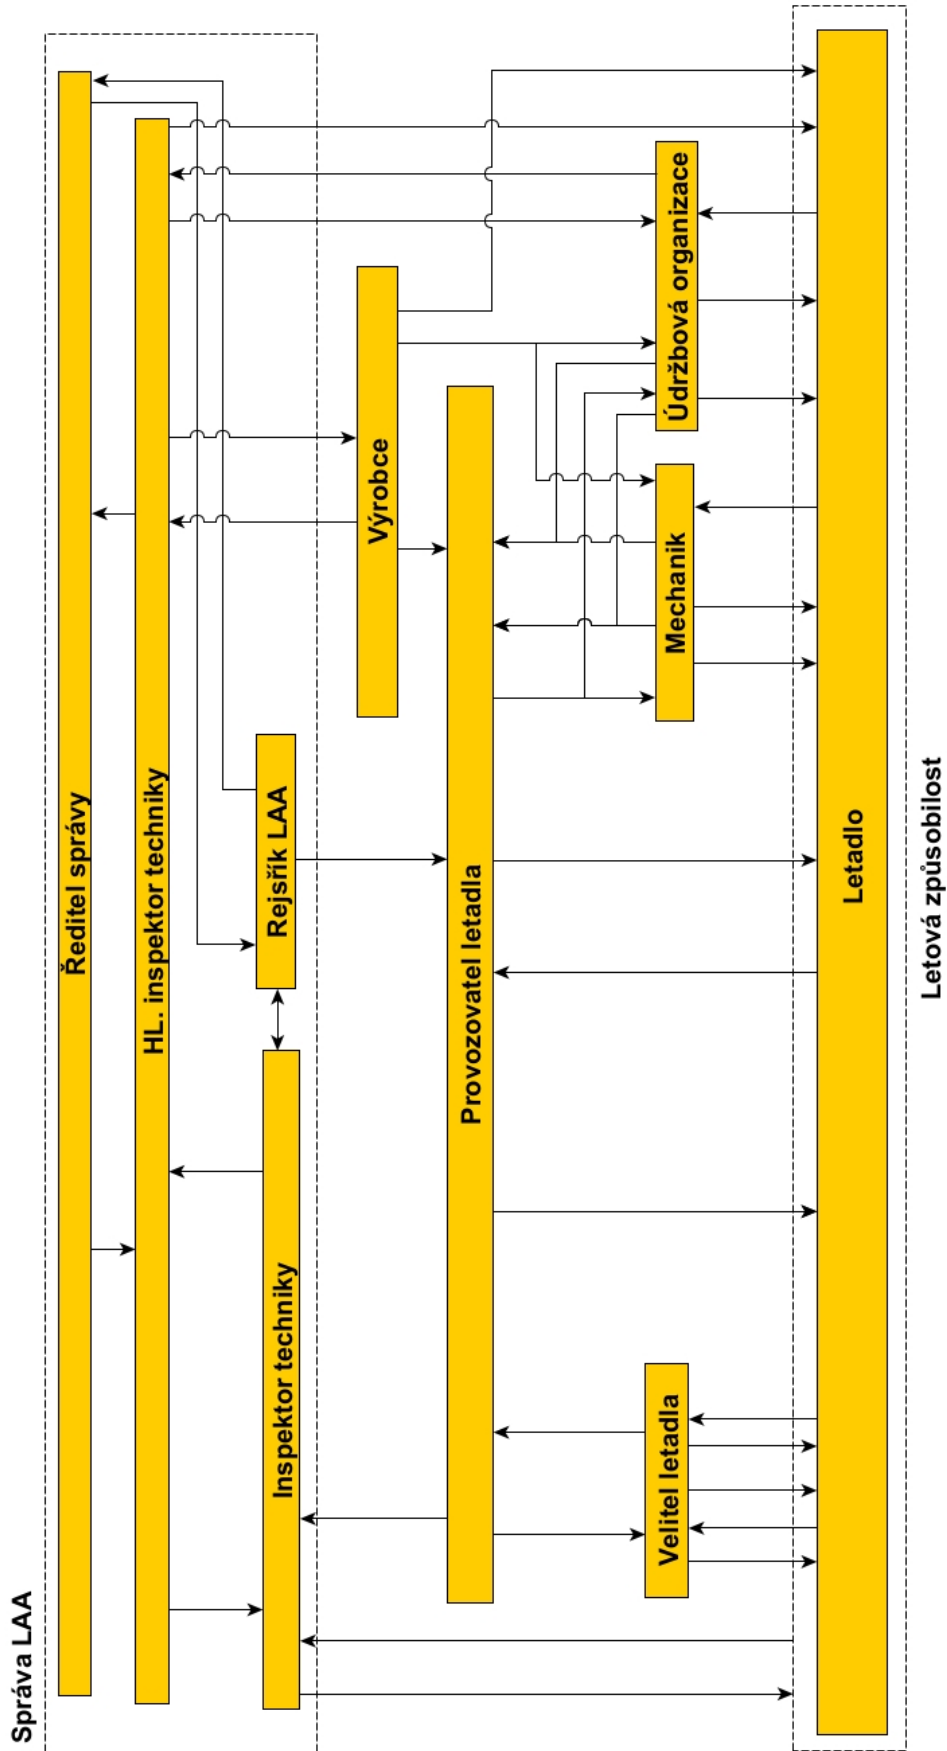 Správa LAA
Ředitel správy
HL. inspektor techniky
Inspektor techniky
Rejsřík LAA
Výrobce
Provozovatel letadla
Velitel letadla
Mechanik
Údržbová organizace
Letadlo
Letová způsobilost